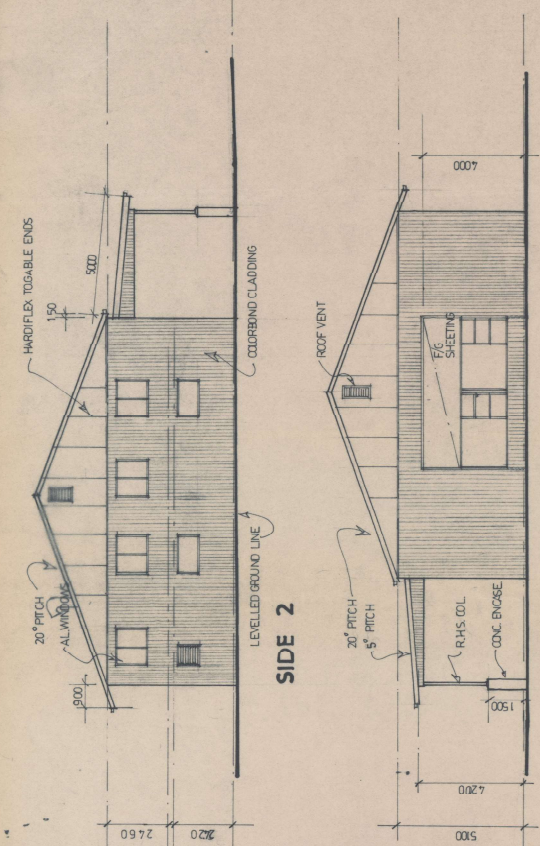 HARDIFLEX TO GABLE ENDS
150
5000
20° PITCH
AL. WINDOWS
900
COLORBOND CLADDING
LEVELLED GROUND LINE
2460
2420
SIDE 2
ROOF VENT
4000
F/G
SHEETING
20° PITCH
5° PITCH
R.H.S. COL.
CONC. ENCASE.
1500
4200
5100